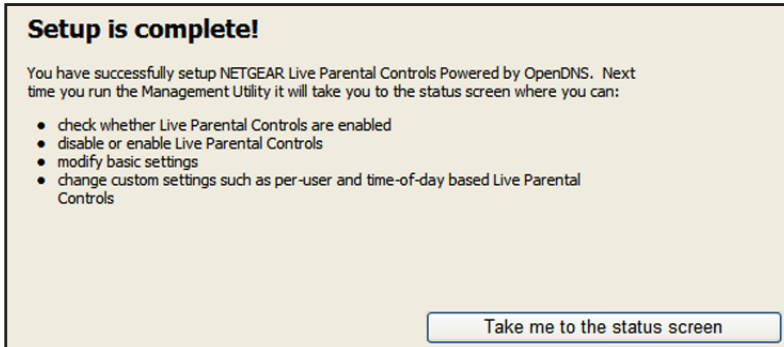 Setup is complete!
You have successfully setup NETGEAR Live Parental Controls Powered by OpenDNS. Next
time you run the Management Utility it will take you to the status screen where you can:
• check whether Live Parental Controls are enabled
• disable or enable Live Parental Controls
• modify basic settings
• change custom settings such as per-user and time-of-day based Live Parental
Controls
Take me to the status screen